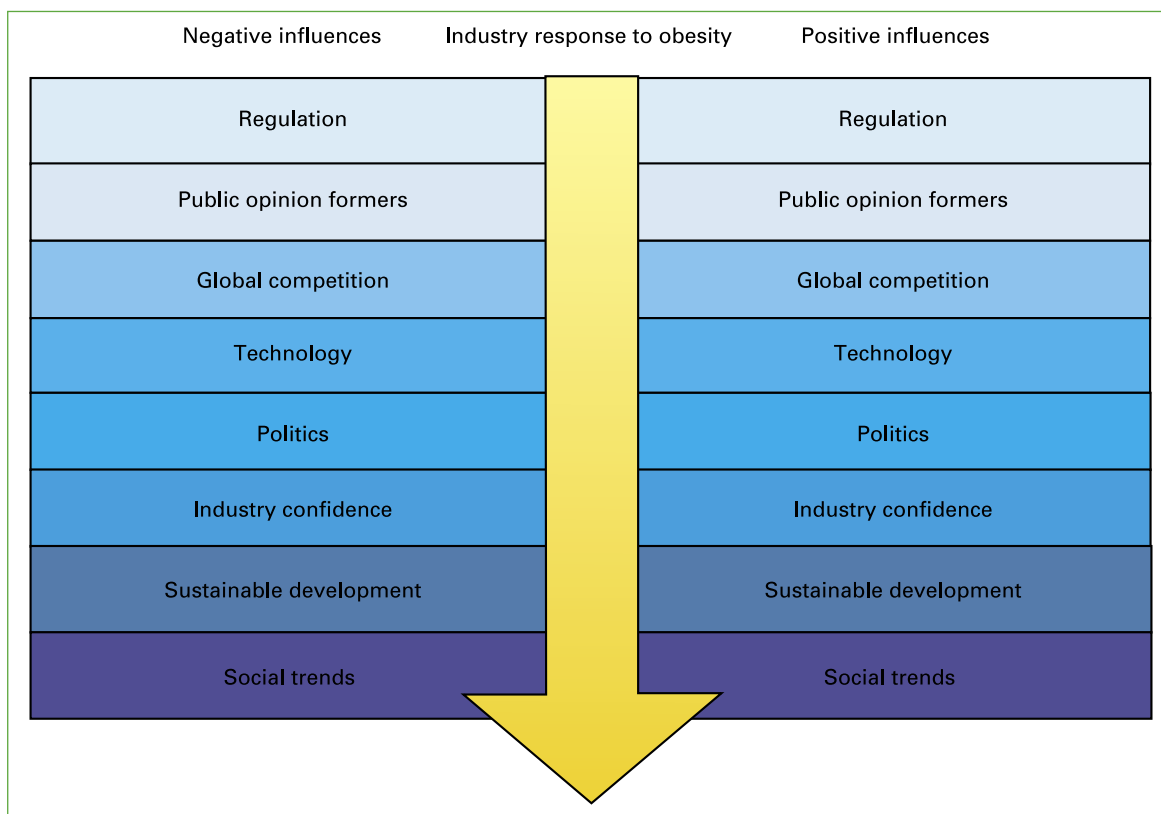 Negative influences
Industry response to obesity
Positive influences
Regulation
Regulation
Public opinion formers
Public opinion formers
Global competition
Global competition
Technology
Technology
Politics
Politics
Industry confidence
Industry confidence
Sustainable development
Sustainable development
Social trends
Social trends